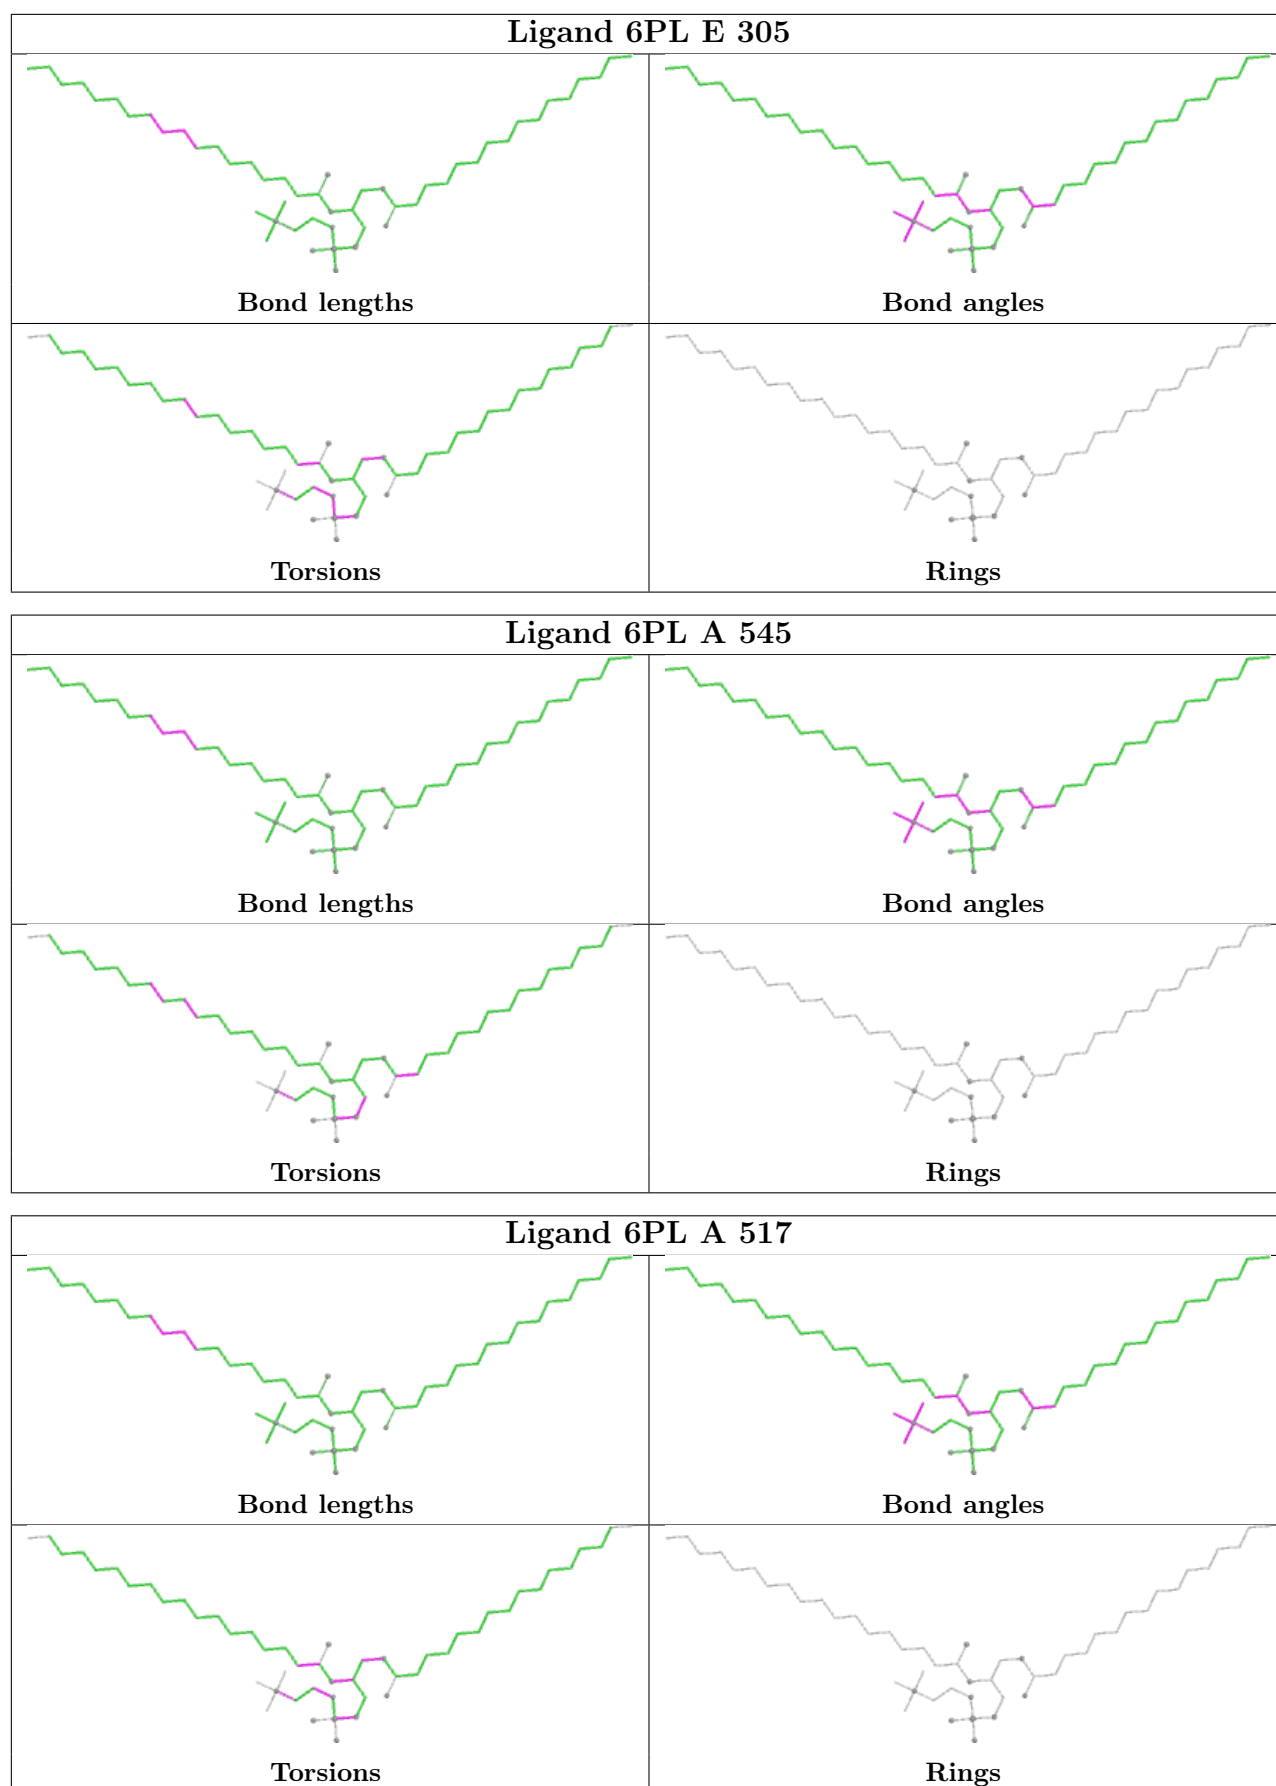 Ligand 6PL E 305
Bond lengths
Bond angles
Torsions
Rings
Ligand 6PL A 545
Bond lengths
Bond angles
Torsions
Rings
Ligand 6PL A 517
Bond lengths
Bond angles
Torsions
Rings